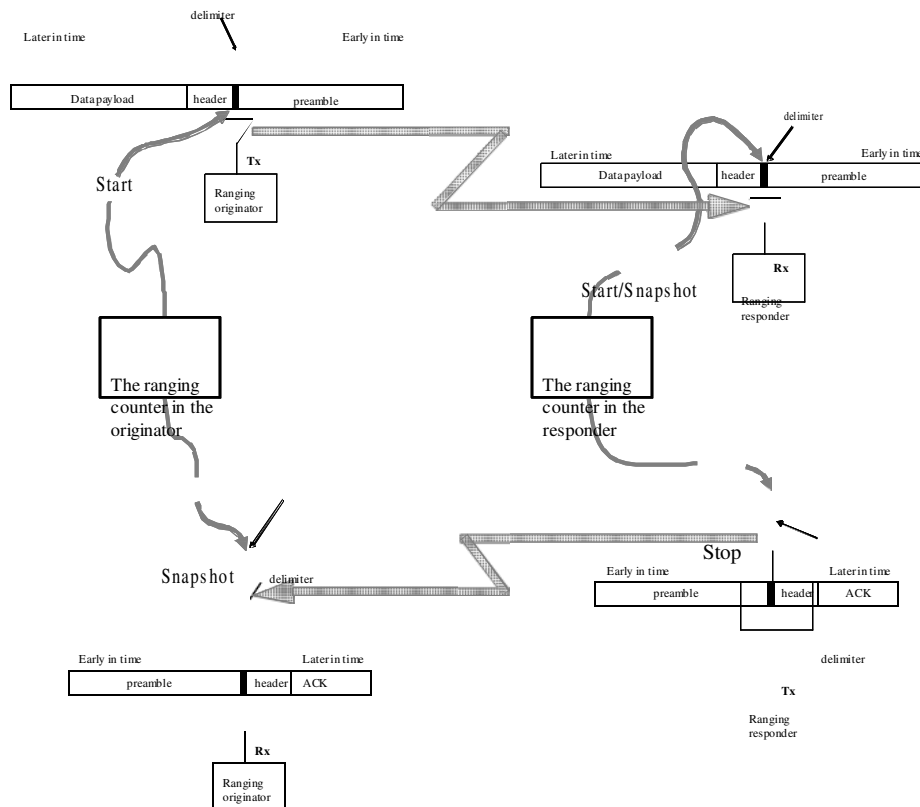 delimiter
Later in time
Early in time
Data payload
header
preamble
delimiter
Later in time
Early in time
Data payload
header
preamble
Tx
Start
Ranging
originator
Rx
Start/Snapshot
Ranging
responder
The ranging
counter in the
originator
The ranging
counter in the
responder
Stop
Snapshot
delimiter
Early in time
Later in time
preamble
header
ACK
Early in time
Later in time
delimiter
preamble
header
ACK
Tx
Ranging
responder
Rx
Ranging
originator